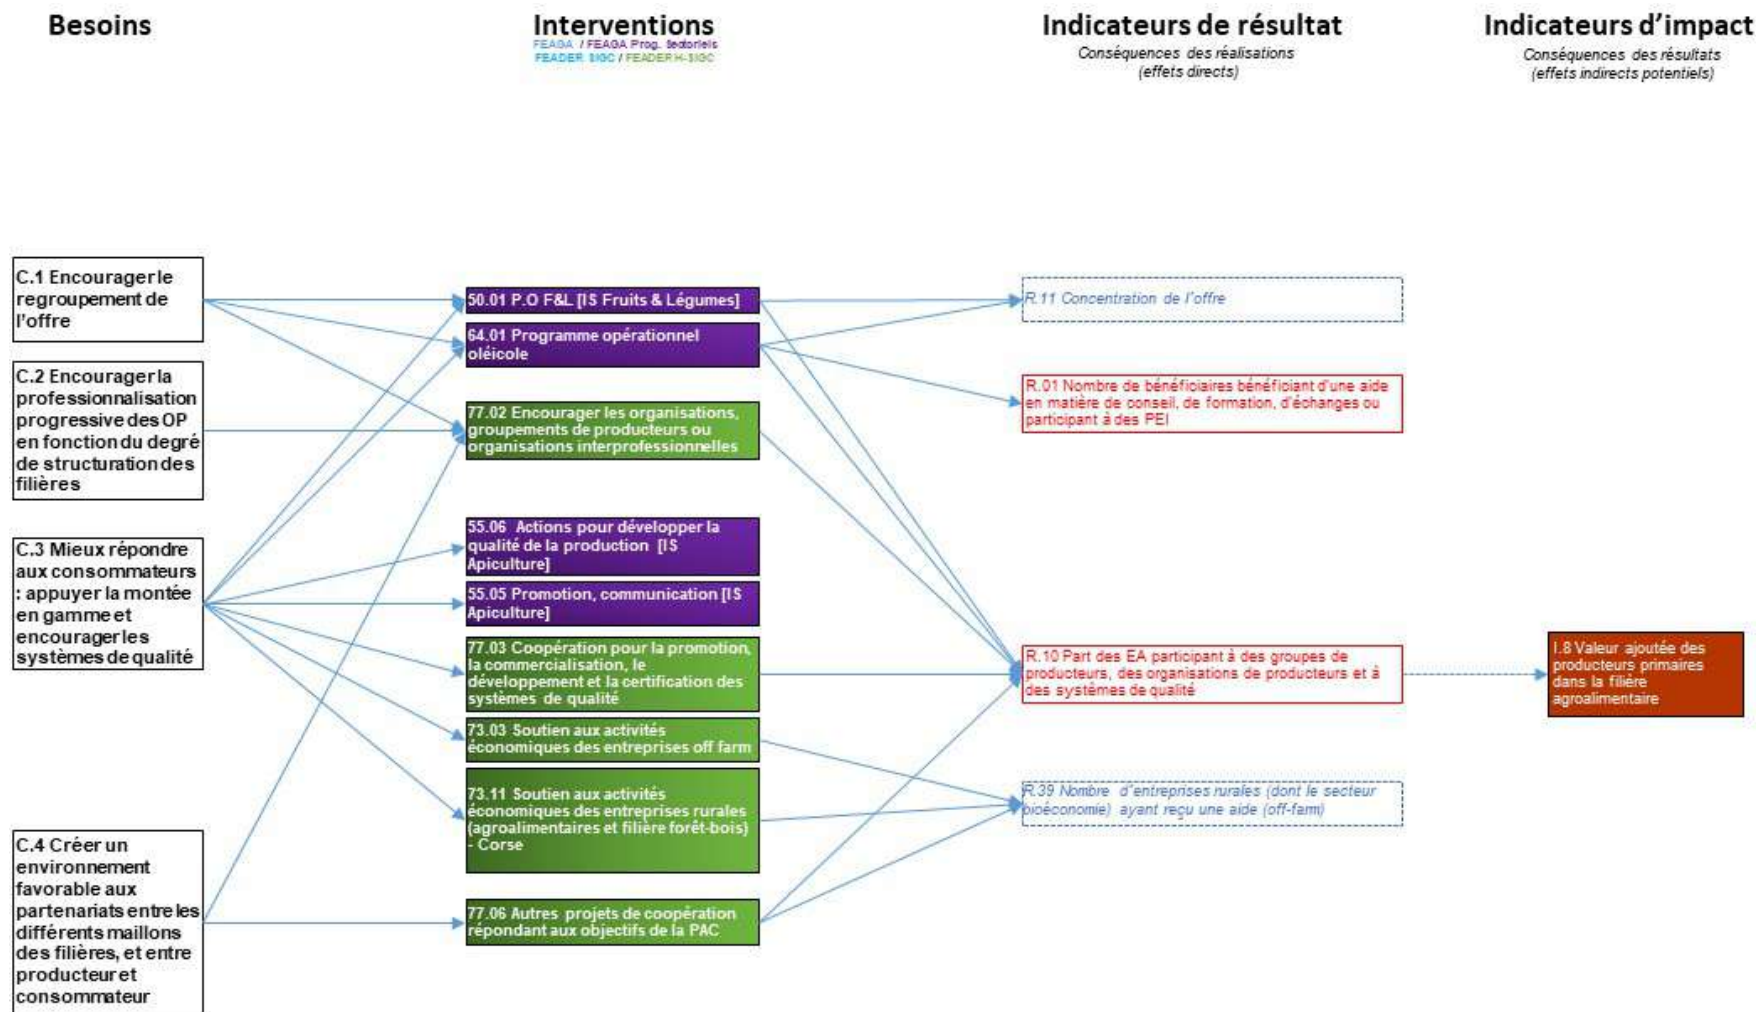 Besoins
Interventions
FEAGA / FEAGA Prog. Sectoriels
FEADER SIGC / FEADER H-SIGC
Indicateurs de résultat
Conséquences des réalisations
(effets directs)
Indicateurs d'impact
Conséquences des résultats
(effets indirects potentiels)
C.1 Encourager le
regroupement de
l'offre
C.2 Encourager la
professionnalisation
progressive des OP
en fonction du degré
de structuration des
filières
C.3 Mieux répondre
aux consommateurs
: appuyer la montée
en gamme et
encourager les
systèmes de qualité
C.4 Créer un
environnement
favorable aux
partenariats entre les
différents maillons
des filières, et entre
producteur et
consommateur
50.01 P.O F&L [IS Fruits & Légumes]
64.01 Programme opérationnel
oléicole
77.02 Encourager les organisations,
groupements de producteurs ou
organisations interprofessionnelles
55.06 Actions pour développer la
qualité de la production [IS
Apiculture]
55.05 Promotion, communication [IS
Apiculture]
77.03 Coopération pour la promotion,
la commercialisation, le
développement et la certification des
systèmes de qualité
73.03 Soutien aux activités
économiques des entreprises off farm
73.11 Soutien aux activités
économiques des entreprises rurales
(agroalimentaires et filière forêt-bois)
- Corse
77.06 Autres projets de coopération
répondant aux objectifs de la PAC
R.11 Concentration de l'offre
R.01 Nombre de bénéficiaires bénéficiant d'une aide
en matière de conseil, de formation, d'échanges ou
participant à des PEI
R.10 Part des EA participant à des groupes de
producteurs, des organisations de producteurs et à
des systèmes de qualité
R.39 Nombre d'entreprises rurales (dont le secteur
bioéconomie) ayant reçu une aide (off-farm)
I.8 Valeur ajoutée des
producteurs primaires
dans la filière
agroalimentaire